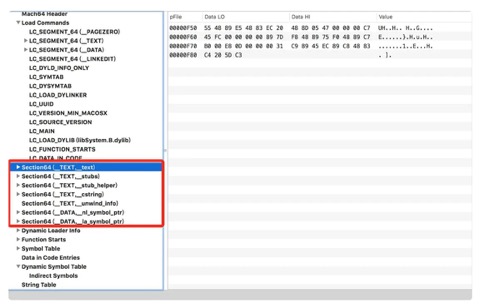 Mach64 Header
Load Commands
LC_SEGMENT_64 (__PAGEZERO)
LC_SEGMENT_64 (__TEXT)
LC_SEGMENT_64 (__DATA)
LC_SEGMENT_64 (__LINKEDIT)
LC_DYLD_INFO_ONLY
LC_SYMTAB
LC_DYSYMTAB
LC_LOAD_DYLINKER
LC_UUID
LC_VERSION_MIN_MACOSX
LC_SOURCE_VERSION
LC_MAIN
LC_LOAD_DYLIB (libSystem.B.dylib)
LC_FUNCTION_STARTS
LC_DATA_IN_CODE
Section64 (__TEXT,__text)
Section64 (__TEXT,__stubs)
Section64 (__TEXT,__stub_helper)
Section64 (__TEXT,__cstring)
Section64 (__TEXT,__unwind_info)
Section64 (__DATA,__nl_symbol_ptr)
Section64 (__DATA,__la_symbol_ptr)
Dynamic Loader Info
Function Starts
Symbol Table
Data in Code Entries
Dynamic Symbol Table
Indirect Symbols
String Table
pFile Data LO Data HI Value
00000F50 55 48 89 E5 48 83 EC 20 48 8D 05 47 00 00 00 C7 UH..H.. H..G....
00000F60 45 FC 00 00 00 00 89 7D F8 48 89 75 F0 48 89 C7 E......}.H.u.H..
00000F70 B0 00 E8 0D 00 00 00 31 C9 89 45 EC 89 C8 48 83 .......1..E...H.
00000F80 C4 20 5D C3 . ].